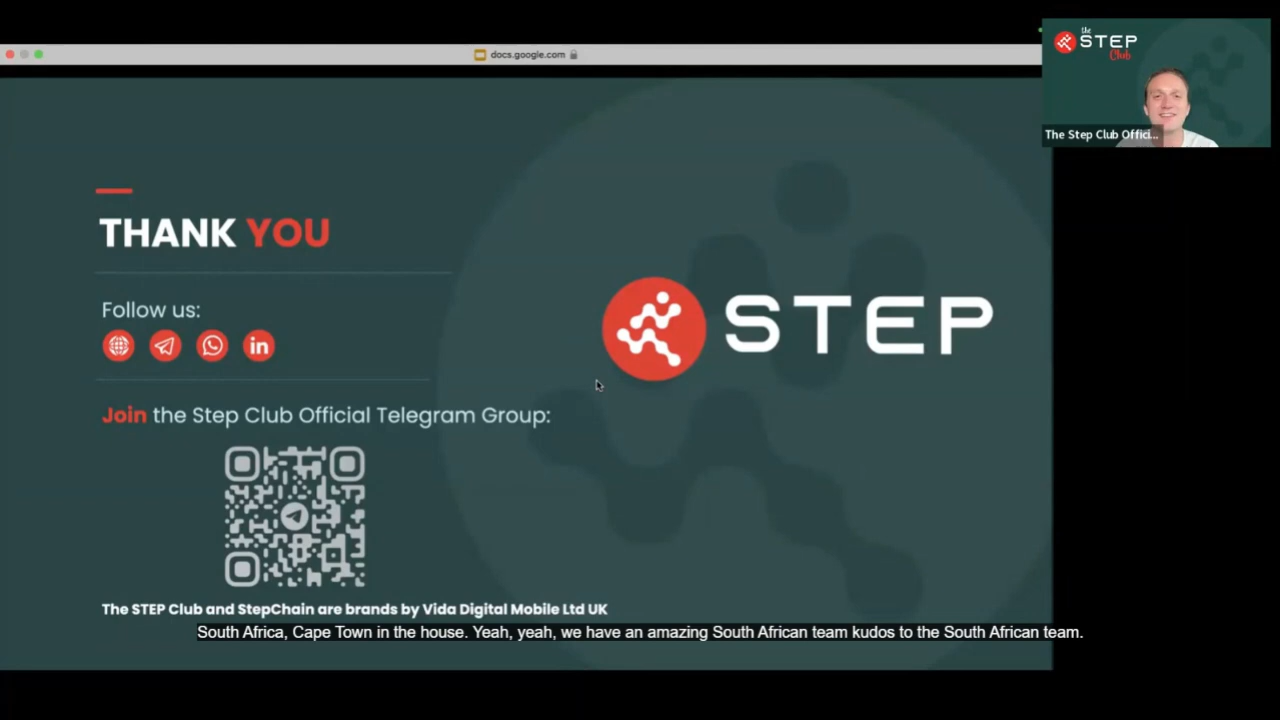 docs.google.com
the
STEP
Club
The Step Club Offici...
THANK YOU
Follow us:
in
STEP
Join the Step Club Official Telegram Group:
The STEP Club and StepChain are brands by Vida Digital Mobile Ltd UK
South Africa, Cape Town in the house. Yeah, yeah, we have an amazing South African team kudos to the South African team.